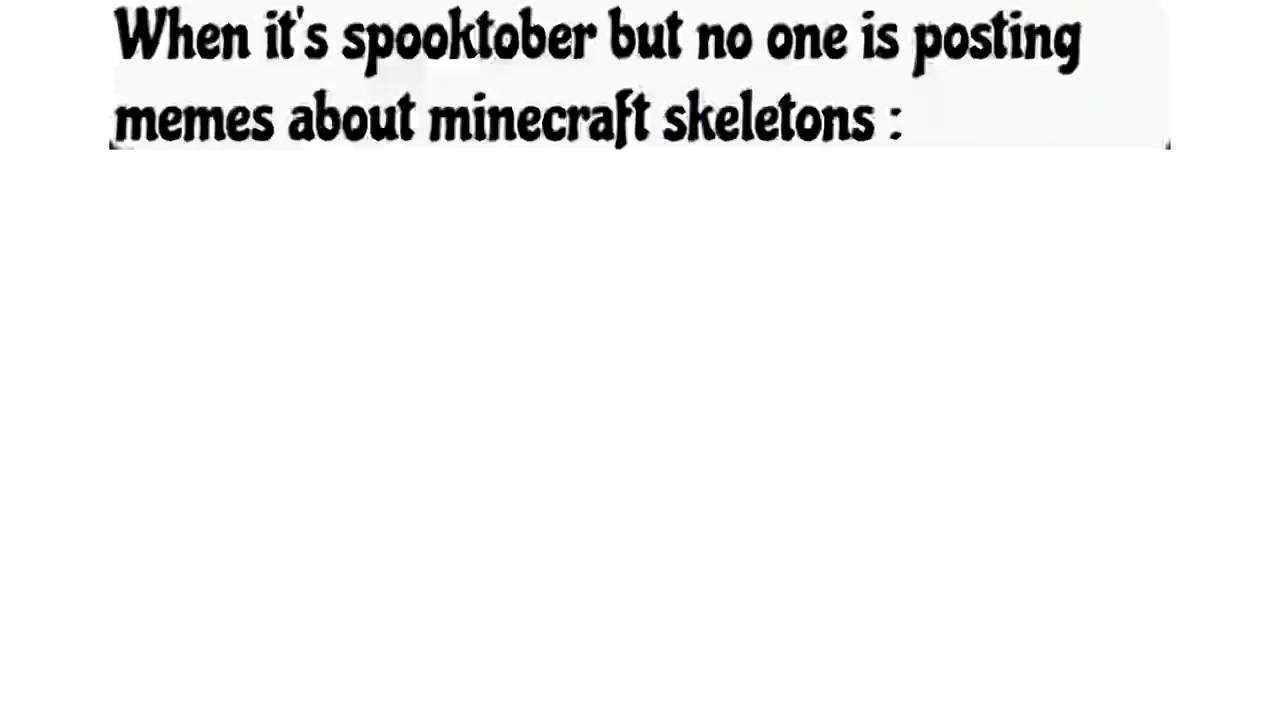 When it's spooktober but no one is posting
memes about minecraft skeletons :